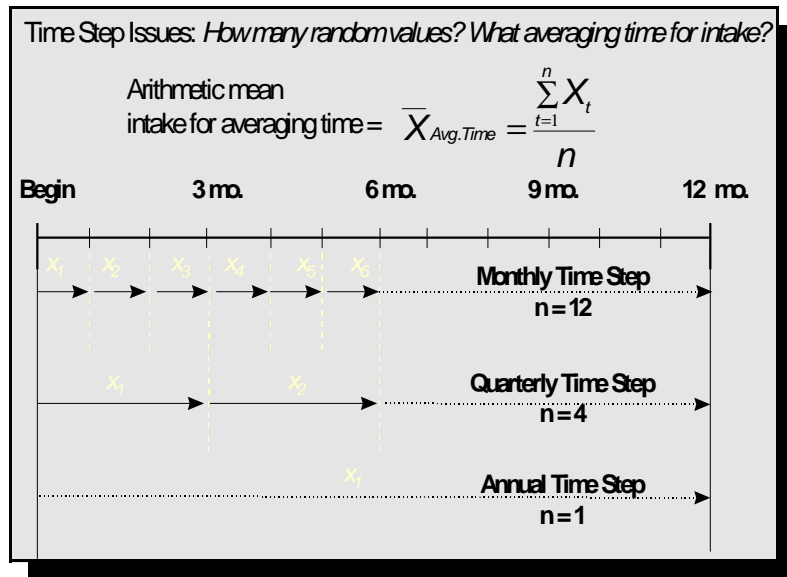 Time Step Issues: How many random values? What averaging time for intake?
Arithmetic mean
intake for averaging time = X̄ Avg.Time = n ∑ t=1 X t / n
Begin 3 mo. 6 mo. 9 mo. 12 mo.
x1 x2 x3 x4 x5 x6
Monthly Time Step
n = 12
x1 x2
Quarterly Time Step
n = 4
x1
Annual Time Step
n = 1